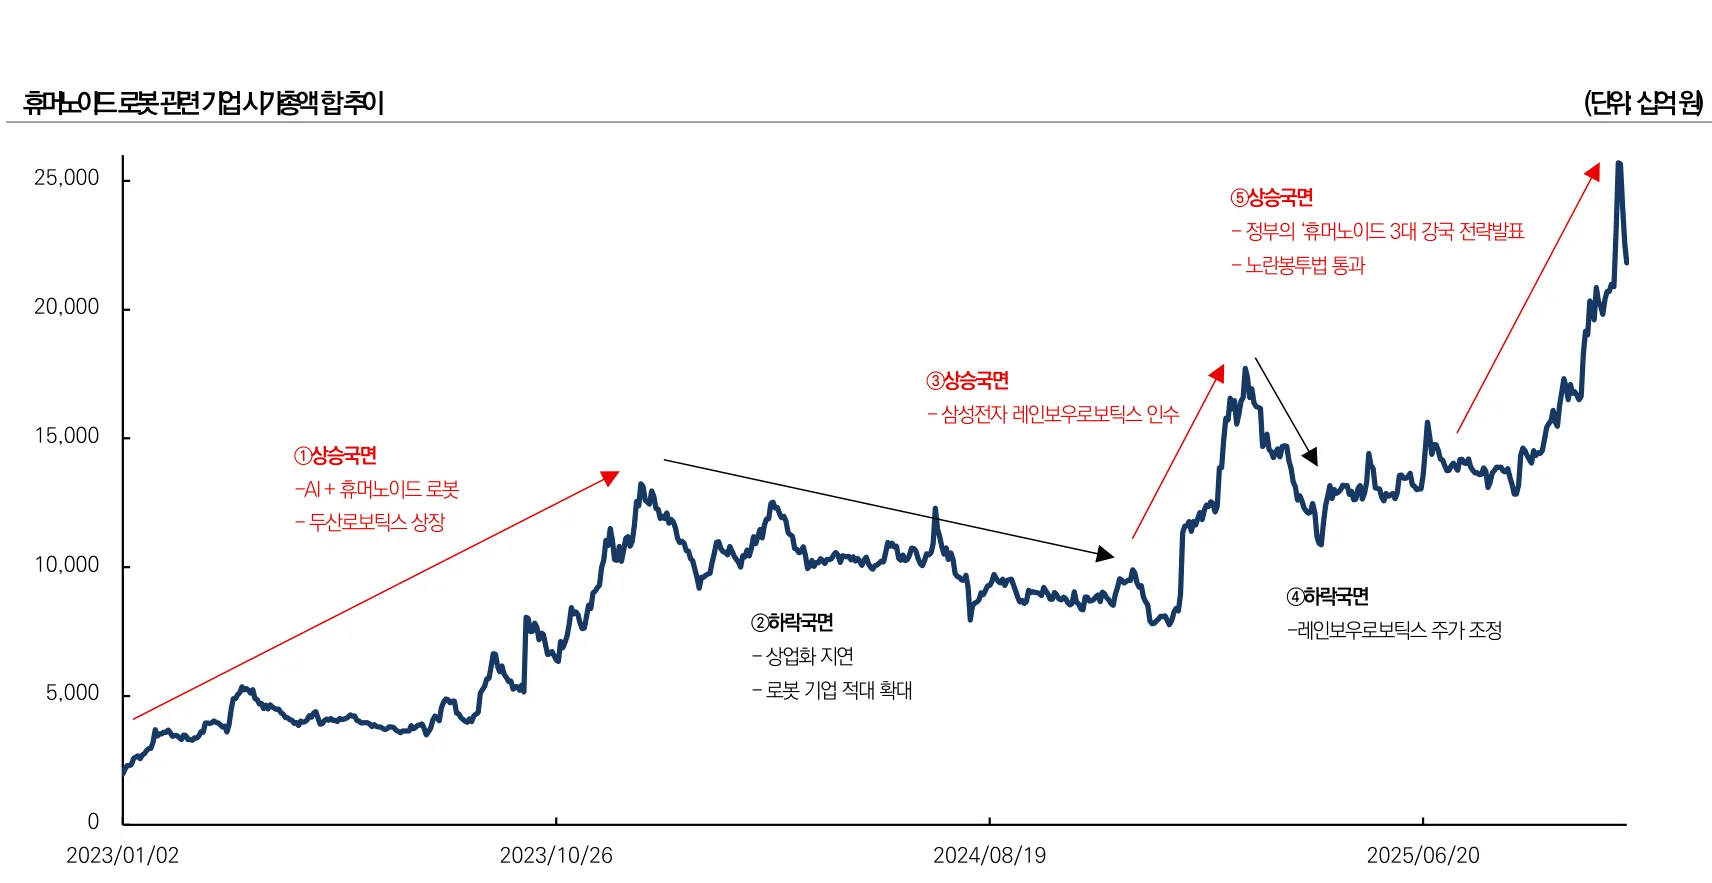 휴머노이드 로봇 관련 기업 시가총액 합 추이
(단위: 십억 원)
25,000
20,000
15,000
10,000
5,000
0
2023/01/02
2023/10/26
2024/08/19
2025/06/20
①상승국면
-AI + 휴머노이드 로봇
- 두산로보틱스 상장
②하락국면
- 상업화 지연
- 로봇 기업 적대 확대
③상승국면
- 삼성전자 레인보우로보틱스 인수
④하락국면
-레인보우로보틱스 주가 조정
⑤상승국면
- 정부의 '휴머노이드 3대 강국 전략발표
- 노란봉투법 통과